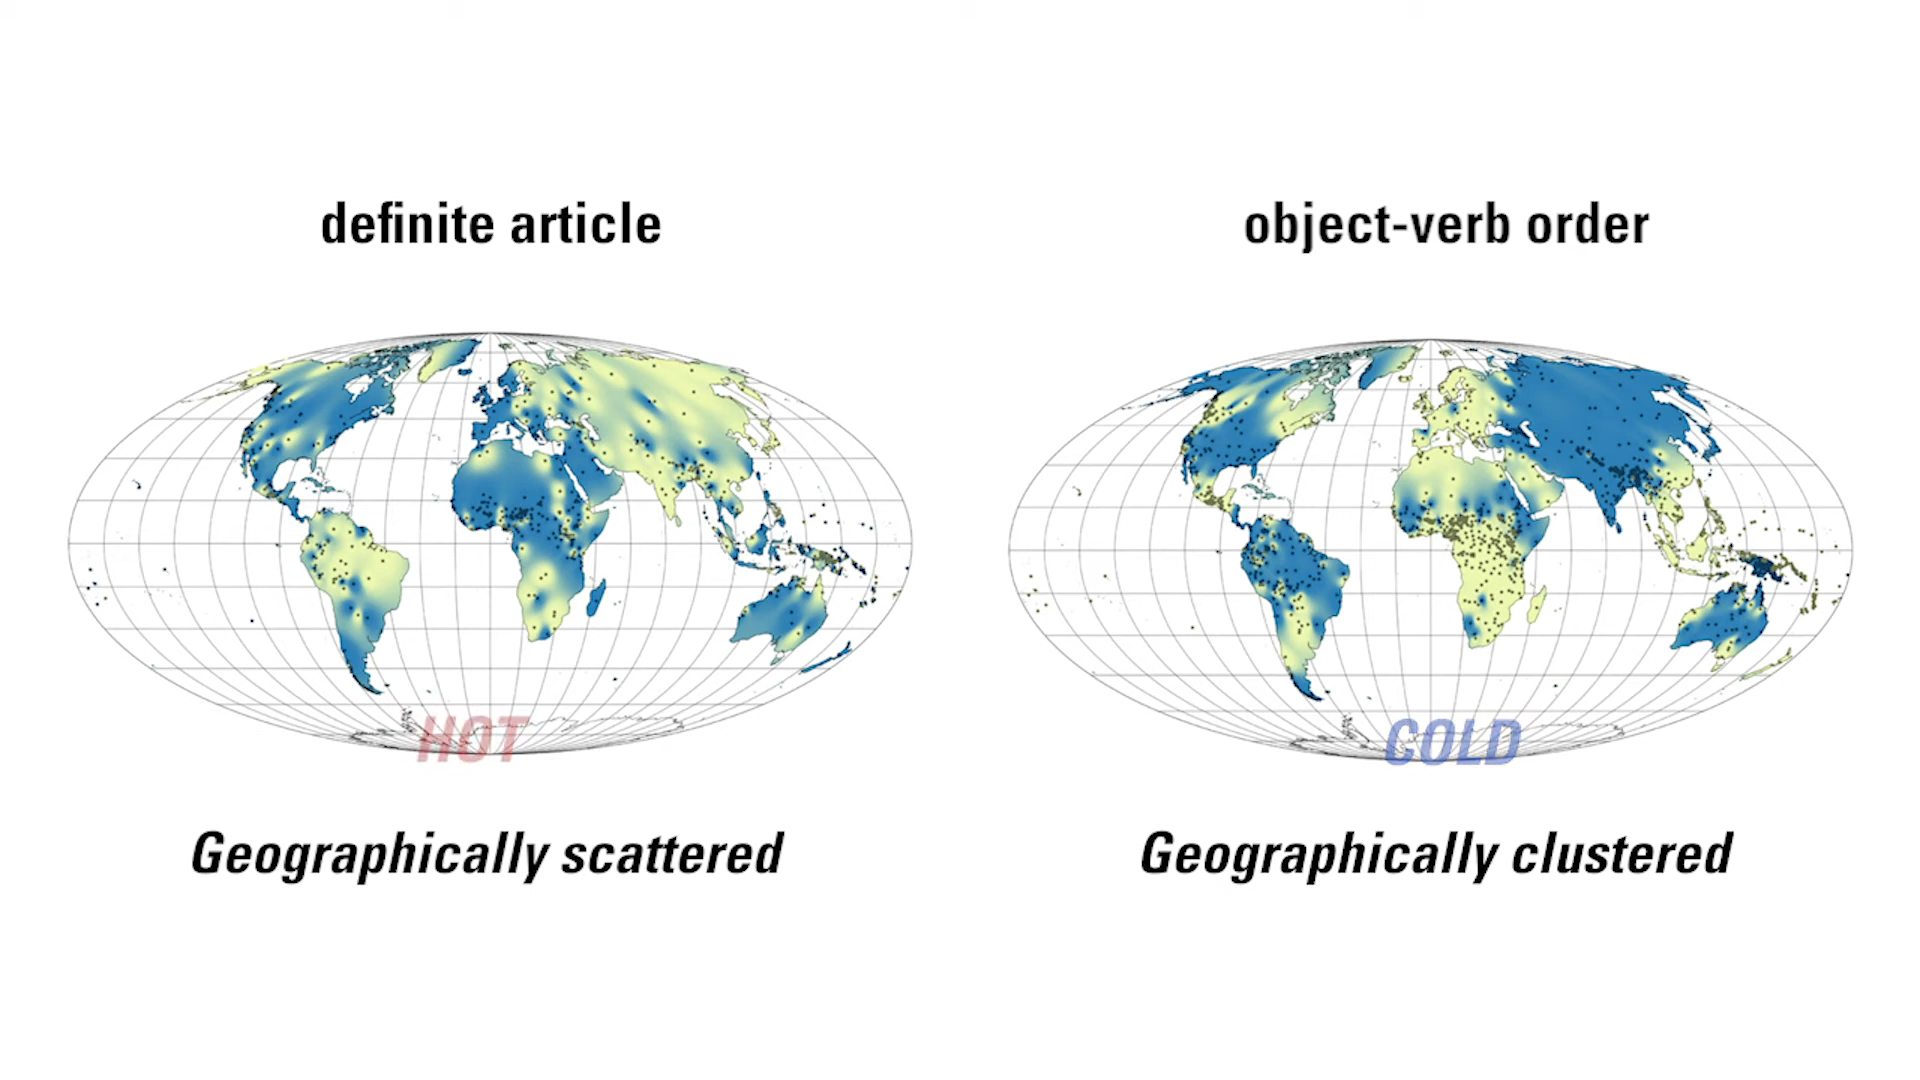 definite article
object-verb order
HOT
COLD
Geographically scattered
Geographically clustered